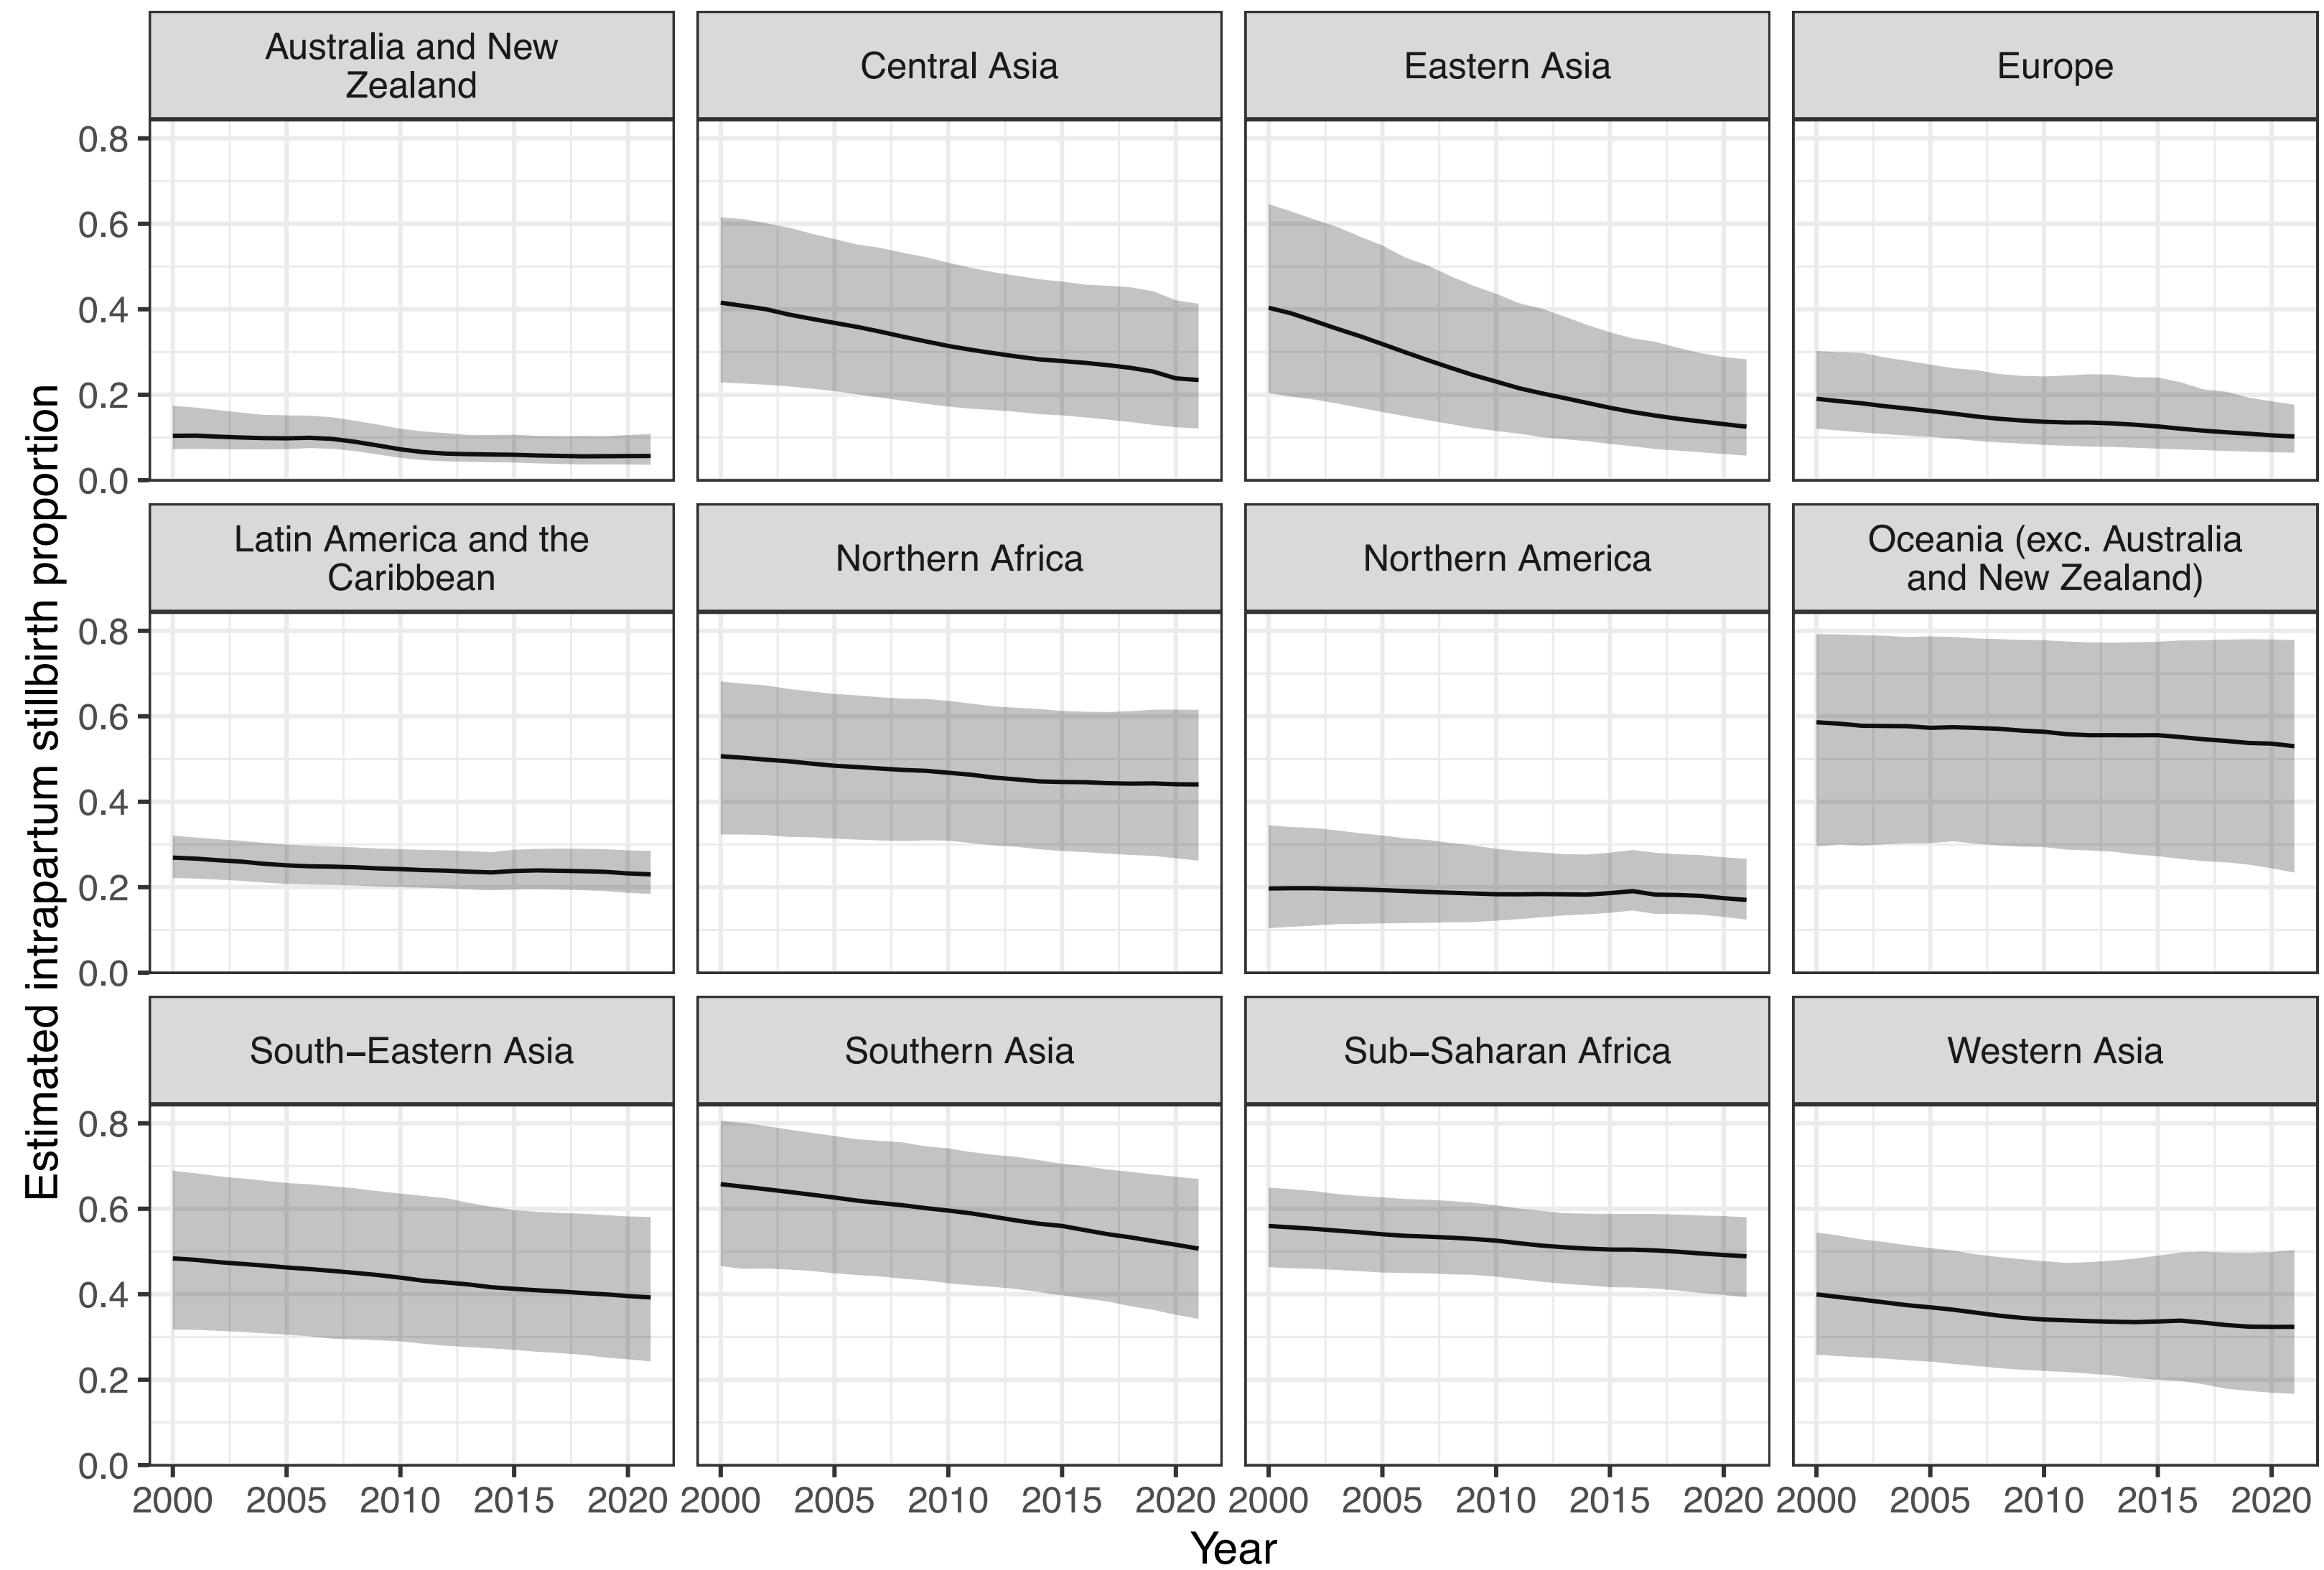 Australia and New
Zealand
Central Asia
Eastern Asia
Europe
0.8
0.6
0.4
0.2
0.0
Latin America and the
Caribbean
Northern Africa
Northern America
Oceania (exc. Australia
and New Zealand)
0.8
0.6
0.4
0.2
0.0
South−Eastern Asia
Southern Asia
Sub−Saharan Africa
Western Asia
0.8
0.6
0.4
0.2
0.0
2000 2005 2010 2015 2020
2000 2005 2010 2015 2020
2000 2005 2010 2015 2020
2000 2005 2010 2015 2020
Year
Estimated intrapartum stillbirth proportion